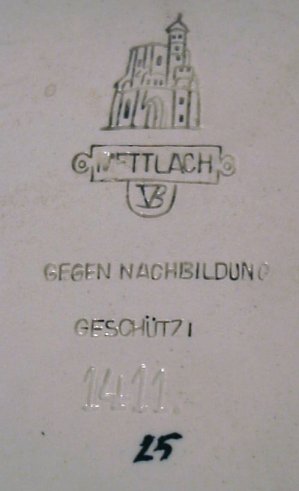 METTLACH
VB
GEGEN NACHBILDUNG
GESCHÜTZT
1411.
25